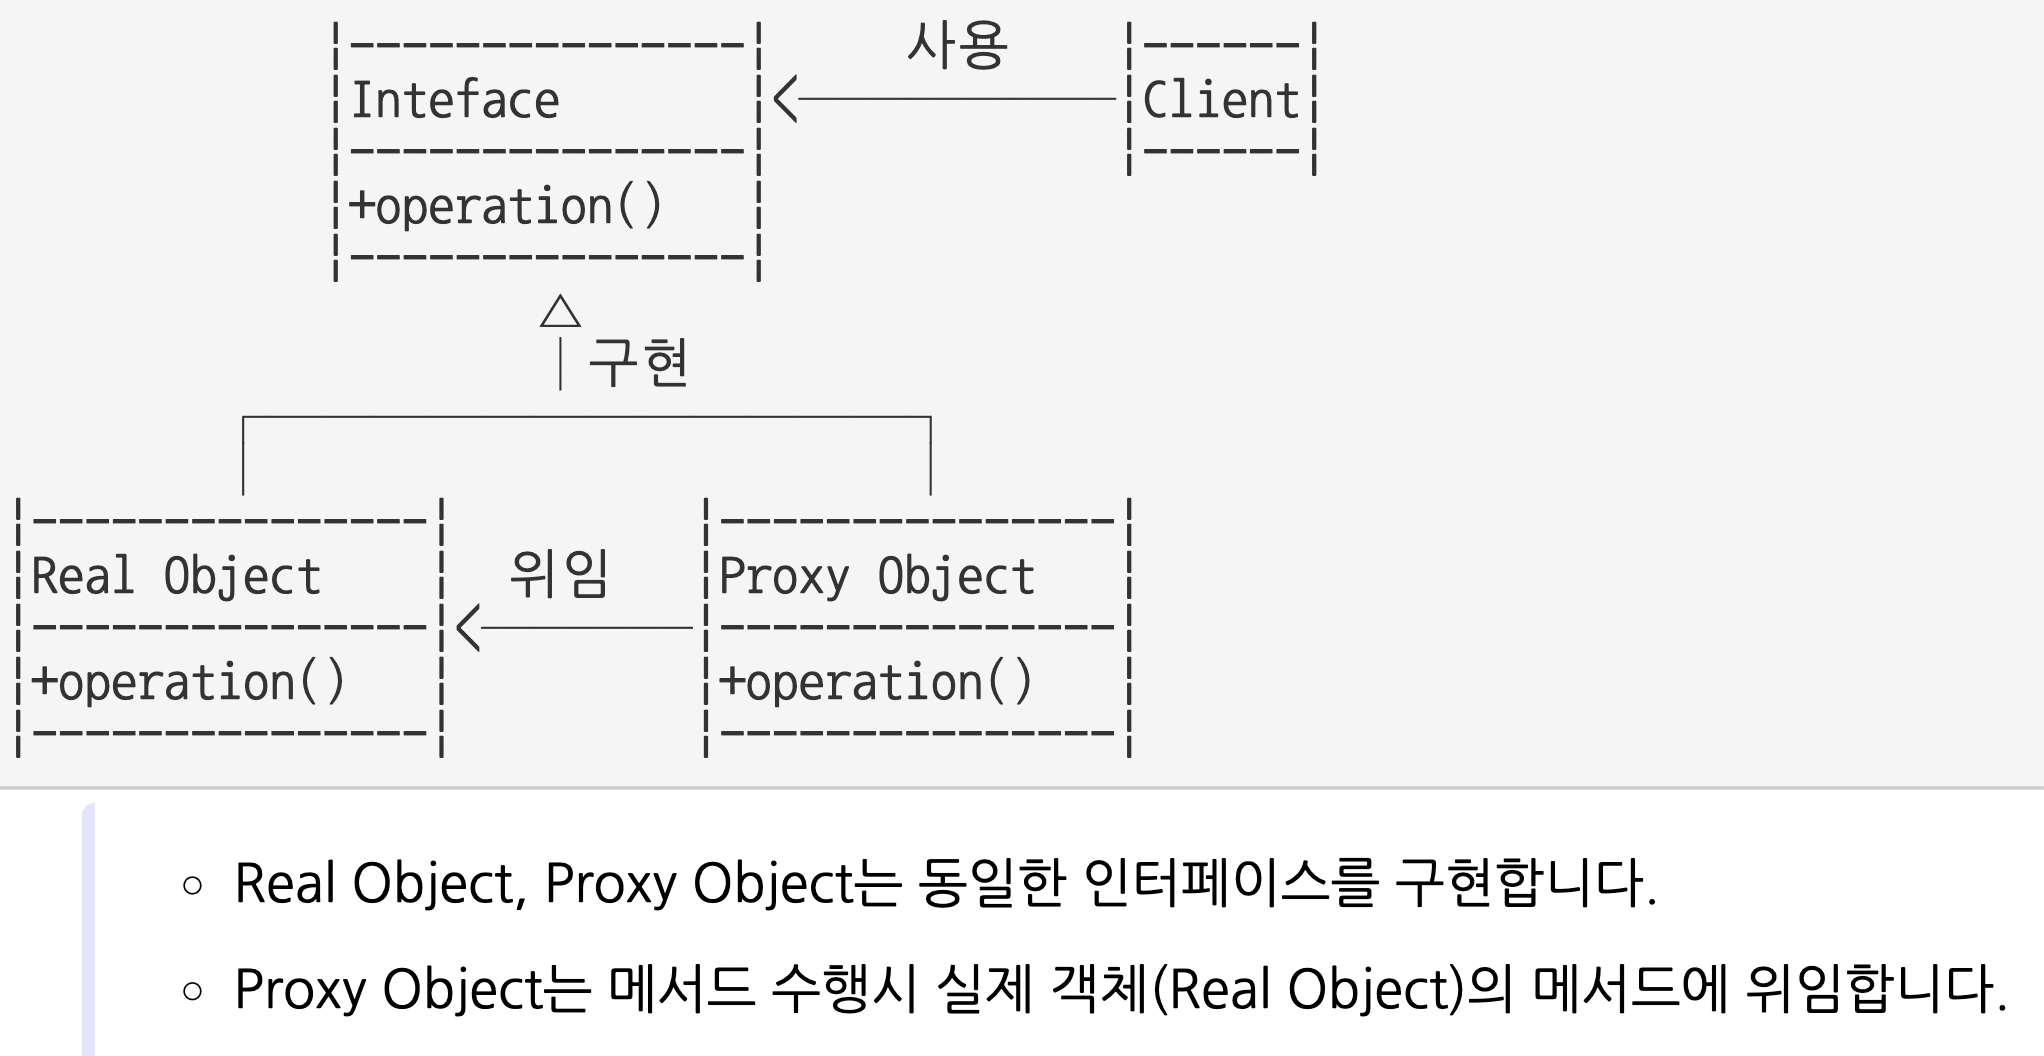 사용
Inteface
Client
+operation()
구현
Real Object
위임
Proxy Object
+operation()
+operation()
Real Object, Proxy Object는 동일한 인터페이스를 구현합니다.
Proxy Object는 메서드 수행시 실제 객체(Real Object)의 메서드에 위임합니다.